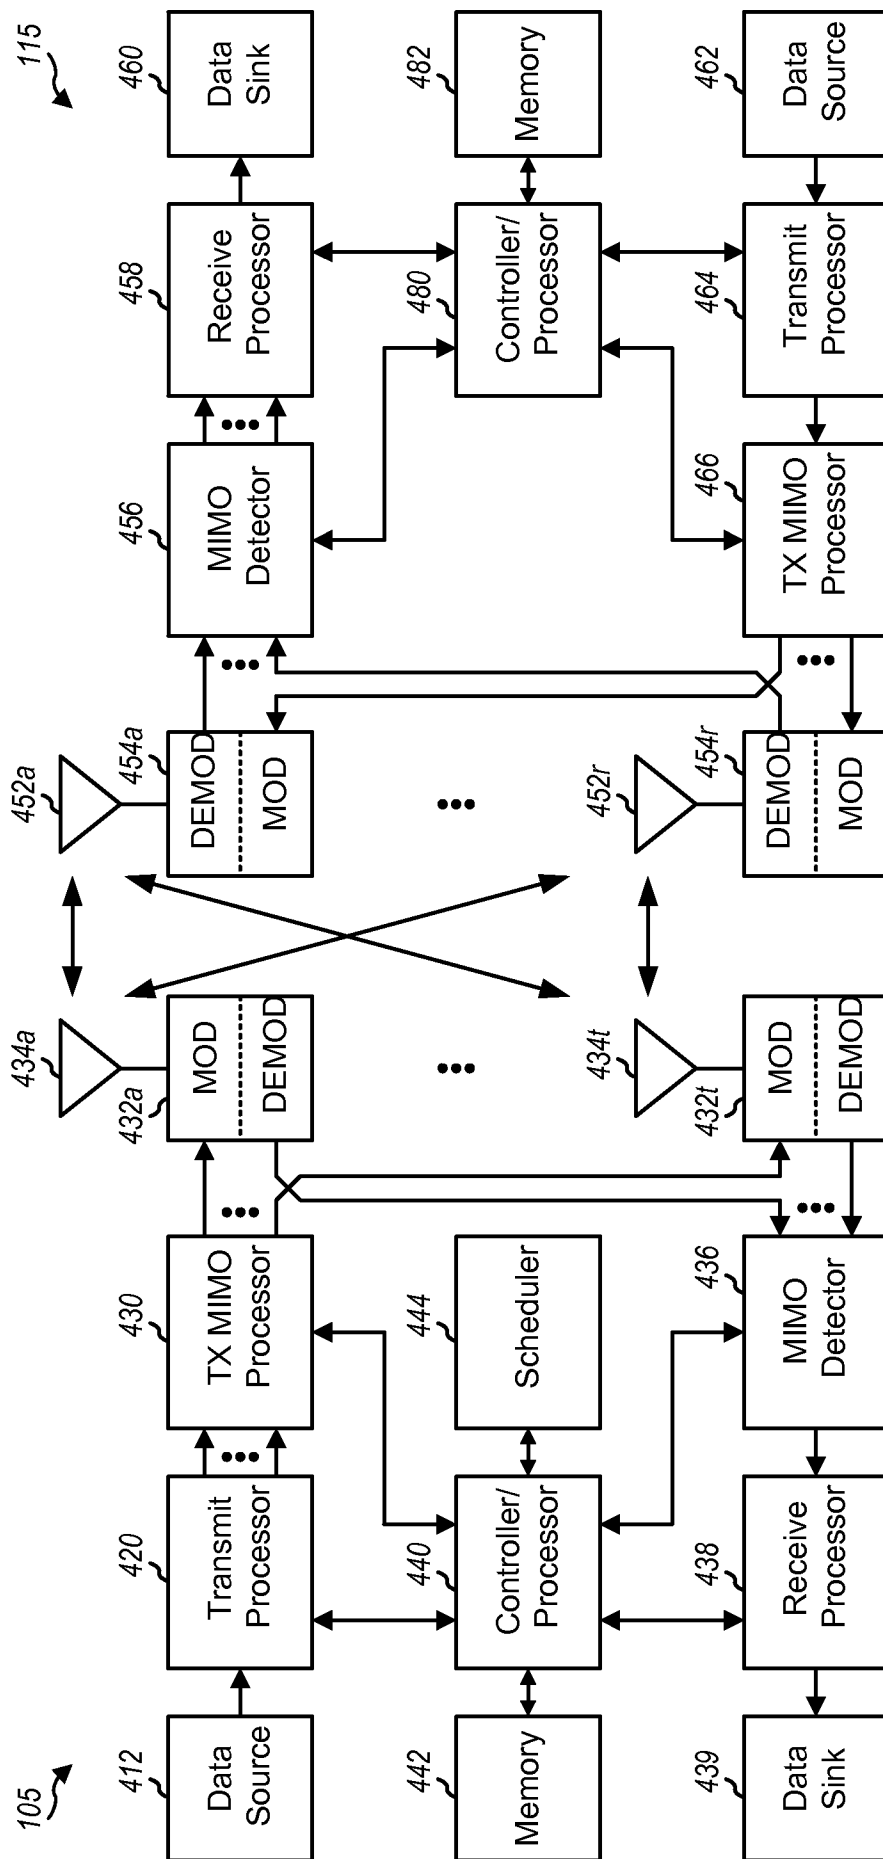 105
115
412
Data
Source
420
Transmit
Processor
430
TX MIMO
Processor
432a
MOD
DEMOD
434a
452a
454a
DEMOD
MOD
456
MIMO
Detector
458
Receive
Processor
460
Data
Sink
442
Memory
440
Controller/
Processor
444
Scheduler
480
Controller/
Processor
482
Memory
439
Data
Sink
438
Receive
Processor
436
MIMO
Detector
432t
MOD
DEMOD
434t
452r
454r
DEMOD
MOD
466
TX MIMO
Processor
464
Transmit
Processor
462
Data
Source